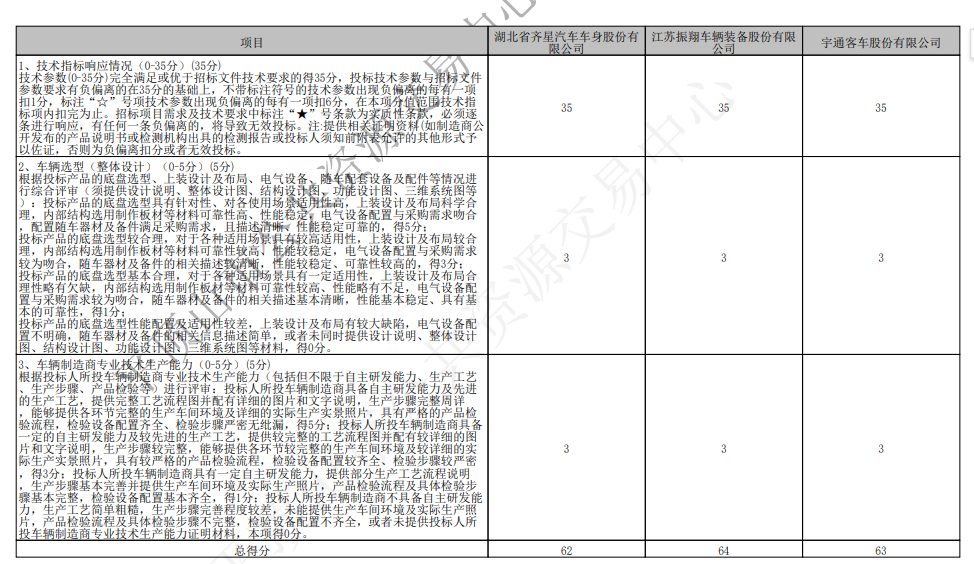 项目
湖北省齐星汽车车身股份有
限公司
江苏振翔车辆装备股份有限
公司
宇通客车股份有限公司
1、技术指标响应情况（0-35分）(35分)
技术参数(0-35分)完全满足或优于招标文件技术要求的得35分，投标技术参数与招标文件
参数要求有负偏离的在35分的基础上，不带标注符号的技术参数出现负偏离的每有一项
扣1分，标注“☆”号项技术参数出现负偏离的每有一项扣6分，在本项分值范围技术指
标项内扣完为止。招标项目需求及技术要求中标注“★”号条款为实质性条款，必须逐
条进行响应，有任何一条负偏离的，将导致无效投标。注:提供相关证明资料(如制造商公
开发布的产品说明书或检测机构出具的检测报告或投标人须知前附表允许的其他形式予
以佐证，否则为负偏离扣分或者无效投标。
35
35
35
2、车辆选型（整体设计）（0-5分）(5分)
根据投标产品的底盘选型、上装设计及布局、电气设备、随车配套设备及配件等情况进
行综合评审（须提供设计说明、整体设计图、结构设计图、功能设计图、三维系统图等
）：投标产品的底盘选型具有针对性、对各使用场景适用性高，上装设计及布局科学合
理，内部结构选用制作板材等材料可靠性高、性能稳定，电气设备配置与采购需求吻合
，配置随车器材及备件满足采购需求，且描述清晰、性能稳定可靠的，得5分；
投标产品的底盘选型较合理，对于各种适用场景具有较高适用性，上装设计及布局较合
理，内部结构选用制作板材等材料可靠性较高、性能较稳定，电气设备配置与采购需求
较为吻合，随车器材及备件的相关描述较清晰，性能较稳定、可靠性较高的，得3分；
投标产品的底盘选型基本合理，对于各种适用场景具有一定适用性，上装设计及布局合
理性略有欠缺，内部结构选用制作板等材料可靠性较高、性能略有不足，电气设备配
置与采购需求较为吻合，随车器材及备件的相关描述基本清晰，性能基本稳定、具有基
本的可靠性，得1分；
投标产品的底盘选型性能配置及适用性较差，上装设计及布局有较大缺陷，电气设备配
置不明确，随车器材及备件的相关信息描述简单，或者未同时提供设计说明、整体设计
图、结构设计图、功能设计图、三维系统图等材料，得0分。
3
3
3
3、车辆制造商专业技术生产能力（0-5分）(5分)
根据投标人所投车辆制造商专业技术生产能力（包括但不限于自主研发能力、生产工艺
、生产步骤、产品检验等）进行评审：投标人所投车辆制造商具备自主研发能力及先进
的生产工艺，提供完整工艺流程图并配有详细的图片和文字说明，生产步骤完整周详
，能够提供各环节完整的生产车间环境及详细的实际生产实景照片，具有严格的产品检
验流程，检验设备配置齐全、检验步骤严密无纰漏，得5分；投标人所投车辆制造商具备
一定的自主研发能力及较先进的生产工艺，提供较完整的工艺流程图并配有较详细的图
片和文字说明，生产步骤较完整，能够提供各环节较完整的生产车间环境及较详细的实
际生产实景照片，具有较严格的产品检验流程，检验设备配置较齐全、检验步骤较严密
，得3分；投标人所投车辆制造商具有一定自主研发能力，提供部分生产工艺流程说明
，生产步骤基本完善并提供生产车间环境及实际生产照片，产品检验流程及具体检验步
骤基本完整，检验设备配置基本齐全，得1分；投标人所投车辆制造商不具备自主研发能
力，生产工艺简单粗糙，生产步骤完善程度较差，未能提供生产车间环境及实际生产照
片，产品检验流程及具体检验步骤不完整，检验设备配置不齐全，或者未提供投标人所
投车辆制造商专业技术生产能力证明材料，本项得0分。
3
3
3
总得分
62
64
63